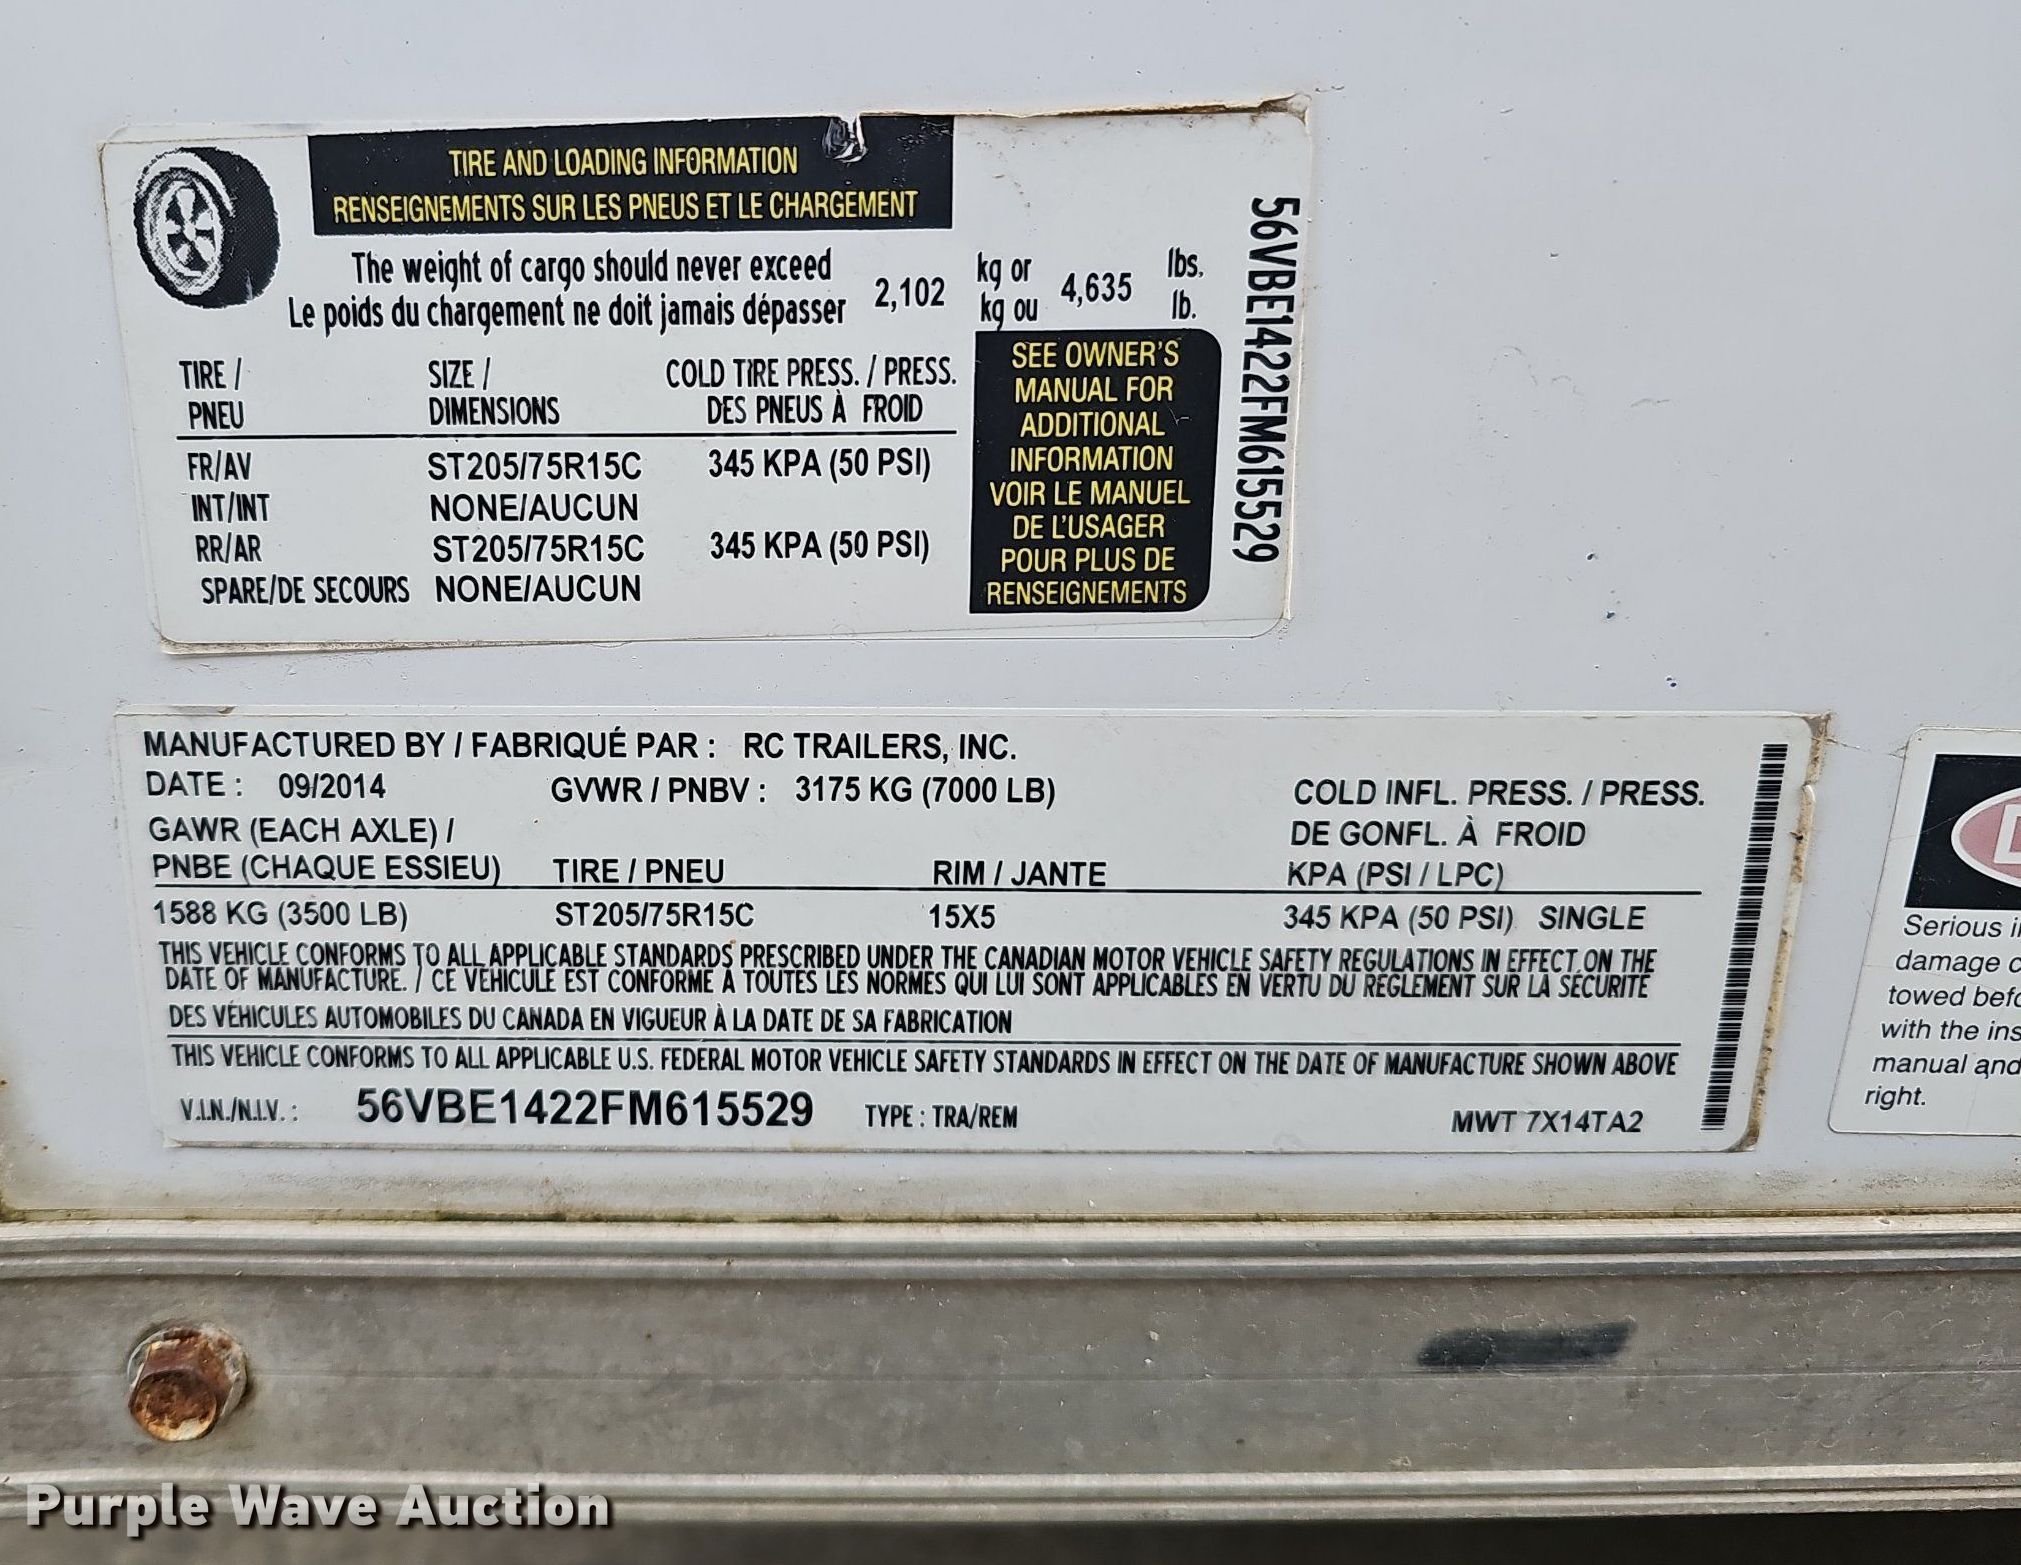 TIRE AND LOADING INFORMATION
RENSEIGNEMENTS SUR LES PNEUS ET LE CHARGEMENT
The weight of cargo should never exceed
Le poids du chargement ne doit jamais dépasser
2,102
kg or
kg ou
4,635
lbs.
lb.
TIRE / SIZE / COLD TIRE PRESS. / PRESS.
PNEU DIMENSIONS DES PNEUS À FROID
FR/AV ST205/75R15C 345 KPA (50 PSI)
INT/INT NONE/AUCUN
RR/AR ST205/75R15C 345 KPA (50 PSI)
SPARE/DE SECOURS NONE/AUCUN
SEE OWNER'S
MANUAL FOR
ADDITIONAL
INFORMATION
VOIR LE MANUEL
DE L'USAGER
POUR PLUS DE
RENSEIGNEMENTS
56VBE1422FM615529
MANUFACTURED BY / FABRIQUÉ PAR : RC TRAILERS, INC.
DATE : 09/2014 GVWR / PNBV : 3175 KG (7000 LB) COLD INFL. PRESS. / PRESS.
GAWR (EACH AXLE) / DE GONFL. À FROID
PNBE (CHAQUE ESSIEU) TIRE / PNEU RIM / JANTE KPA (PSI / LPC)
1588 KG (3500 LB) ST205/75R15C 15X5 345 KPA (50 PSI) SINGLE
THIS VEHICLE CONFORMS TO ALL APPLICABLE STANDARDS PRESCRIBED UNDER THE CANADIAN MOTOR VEHICLE SAFETY REGULATIONS IN EFFECT ON THE
DATE OF MANUFACTURE. / CE VÉHICULE EST CONFORME À TOUTES LES NORMES QUI LUI SONT APPLICABLES EN VERTU DU RÈGLEMENT SUR LA SÉCURITÉ
DES VÉHICULES AUTOMOBILES DU CANADA EN VIGUEUR À LA DATE DE SA FABRICATION
THIS VEHICLE CONFORMS TO ALL APPLICABLE U.S. FEDERAL MOTOR VEHICLE SAFETY STANDARDS IN EFFECT ON THE DATE OF MANUFACTURE SHOWN ABOVE
V.I.N./N.I.V. : 56VBE1422FM615529 TYPE : TRA/REM MWT 7X14TA2
Serious
damage
towed
with the
manual and
right.
Purple Wave Auction